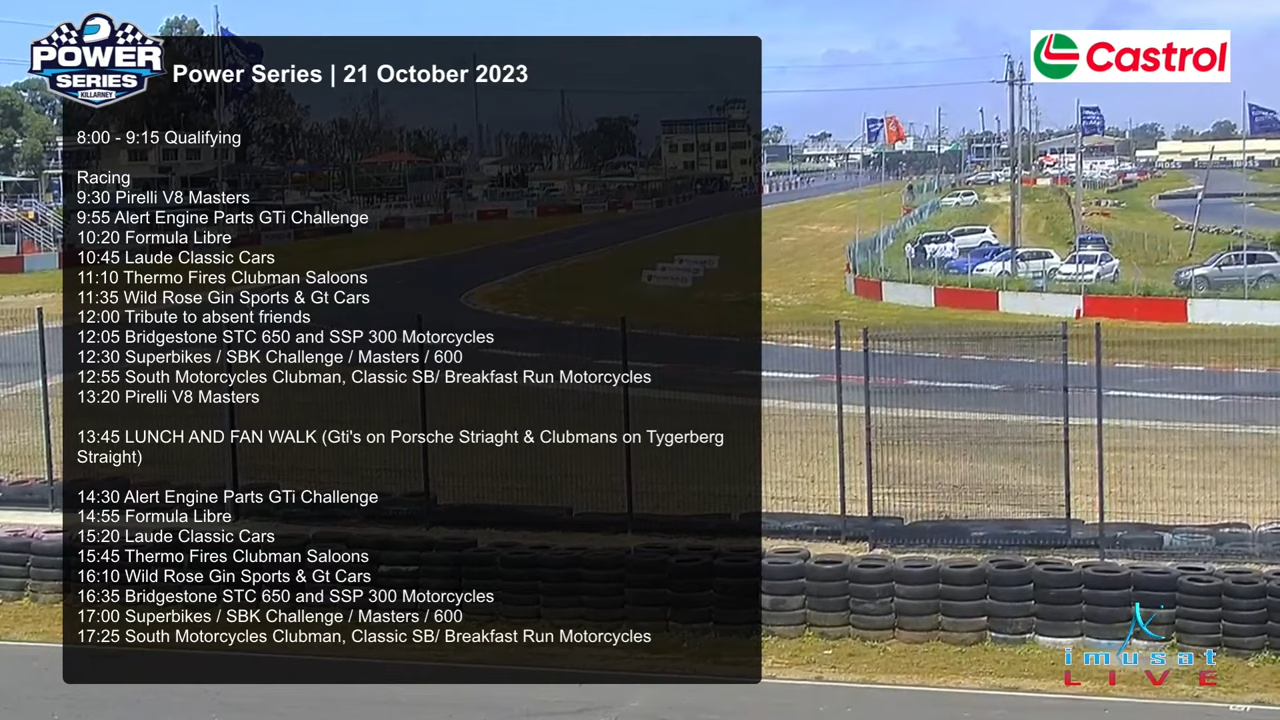 POWER
SERIES
KILLARNEY
Power Series | 21 October 2023
Castrol
8:00 - 9:15 Qualifying
Racing
9:30 Pirelli V8 Masters
9:55 Alert Engine Parts GTi Challenge
10:20 Formula Libre
10:45 Laude Classic Cars
11:10 Thermo Fires Clubman Saloons
11:35 Wild Rose Gin Sports & Gt Cars
12:00 Tribute to absent friends
12:05 Bridgestone STC 650 and SSP 300 Motorcycles
12:30 Superbikes / SBK Challenge / Masters / 600
12:55 South Motorcycles Clubman, Classic SB/ Breakfast Run Motorcycles
13:20 Pirelli V8 Masters
13:45 LUNCH AND FAN WALK (Gti's on Porsche Striaght & Clubmans on Tygerberg
Straight)
14:30 Alert Engine Parts GTi Challenge
14:55 Formula Libre
15:20 Laude Classic Cars
15:45 Thermo Fires Clubman Saloons
16:10 Wild Rose Gin Sports & Gt Cars
16:35 Bridgestone STC 650 and SSP 300 Motorcycles
17:00 Superbikes / SBK Challenge / Masters / 600
17:25 South Motorcycles Clubman, Classic SB/ Breakfast Run Motorcycles
imusat
LIVE